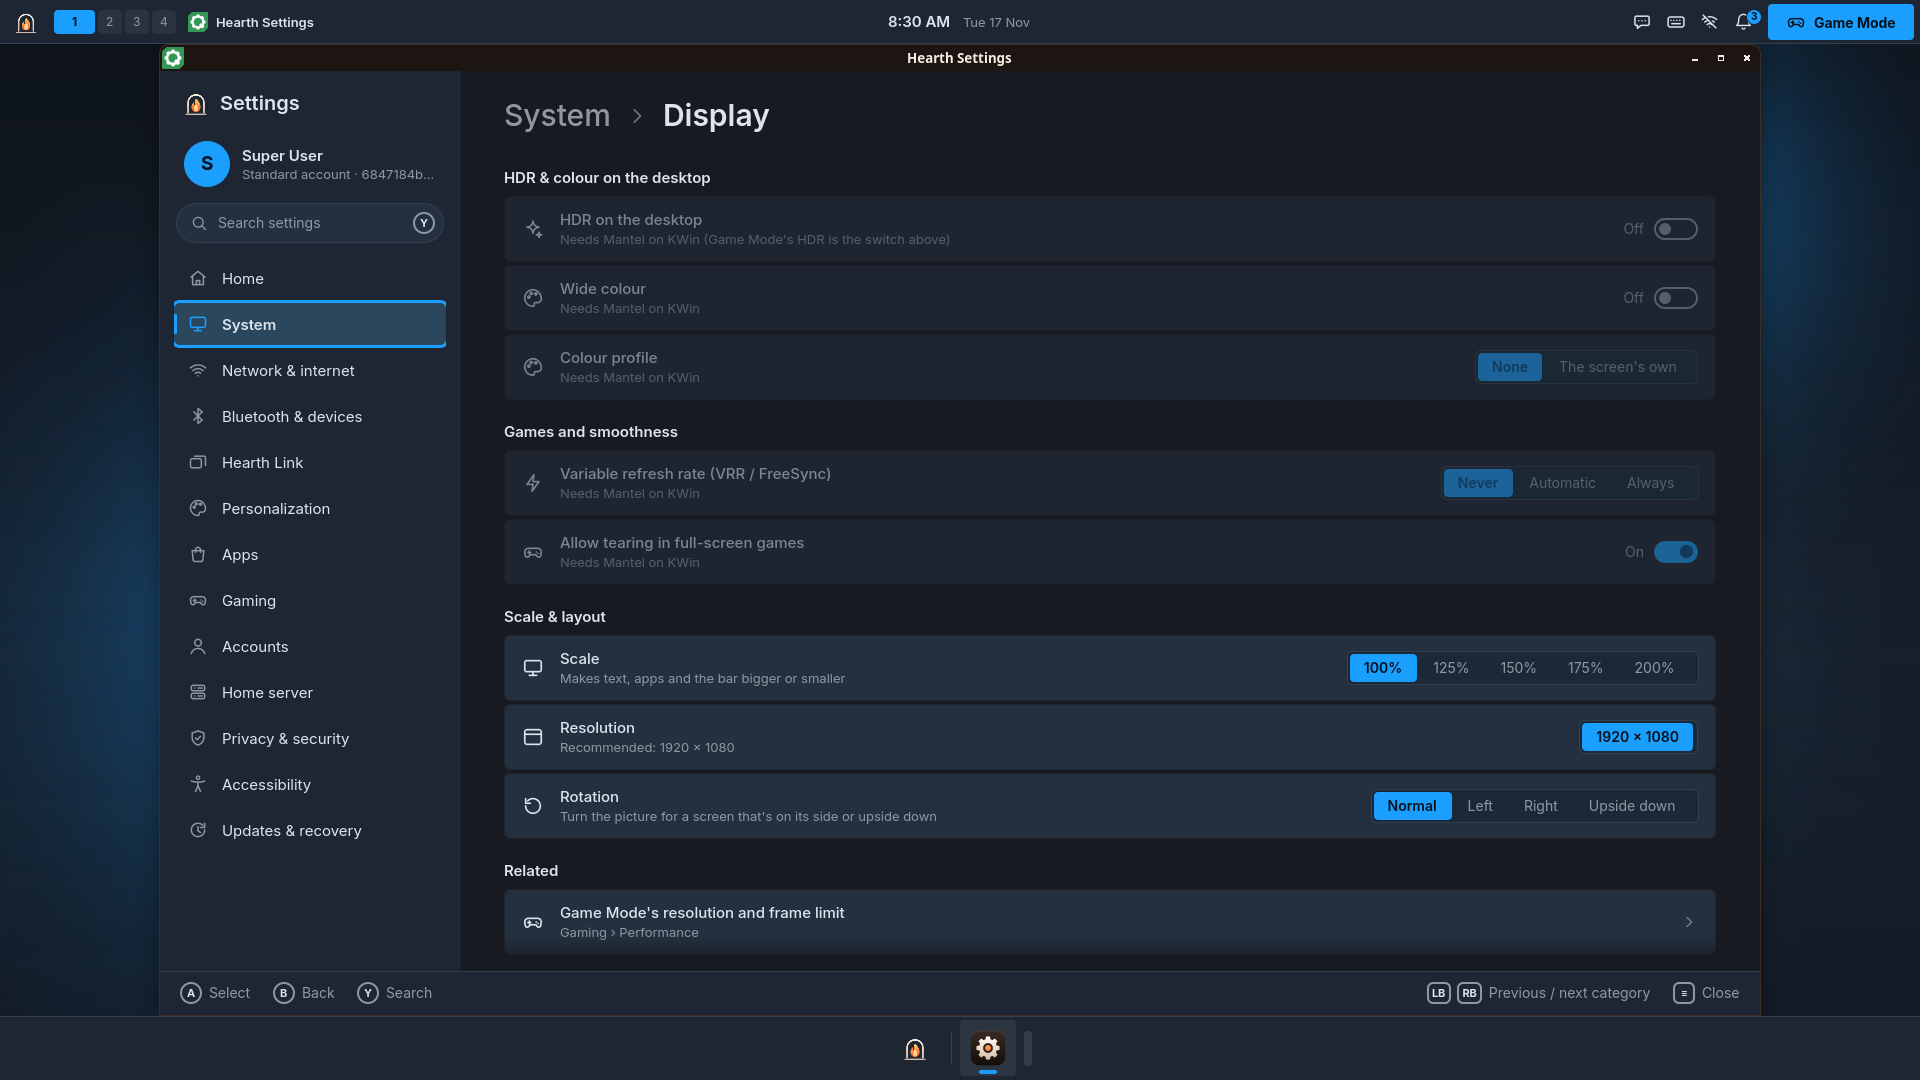 1 2 3 4 Hearth Settings
8:30 AM Tue 17 Nov
3
Game Mode
Hearth Settings
Settings
S
Super User
Standard account · 6847184b...
Search settings Y
Home
System
Network & internet
Bluetooth & devices
Hearth Link
Personalization
Apps
Gaming
Accounts
Home server
Privacy & security
Accessibility
Updates & recovery
System > Display
HDR & colour on the desktop
HDR on the desktop
Needs Mantel on KWin (Game Mode's HDR is the switch above)
Off
Wide colour
Needs Mantel on KWin
Off
Colour profile
Needs Mantel on KWin
None The screen's own
Games and smoothness
Variable refresh rate (VRR / FreeSync)
Needs Mantel on KWin
Never Automatic Always
Allow tearing in full-screen games
Needs Mantel on KWin
On
Scale & layout
Scale
Makes text, apps and the bar bigger or smaller
100% 125% 150% 175% 200%
Resolution
Recommended: 1920 × 1080
1920 × 1080
Rotation
Turn the picture for a screen that's on its side or upside down
Normal Left Right Upside down
Related
Game Mode's resolution and frame limit
Gaming › Performance
A Select B Back Y Search
LB RB Previous / next category ≡ Close